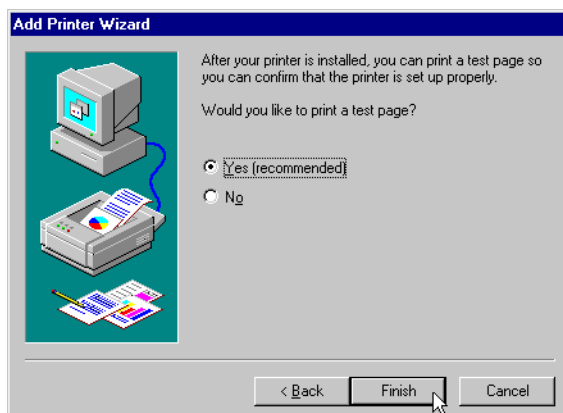 Add Printer Wizard
After your printer is installed, you can print a test page so
you can confirm that the printer is set up properly.
Would you like to print a test page?
Yes (recommended)
No
< Back
Finish
Cancel